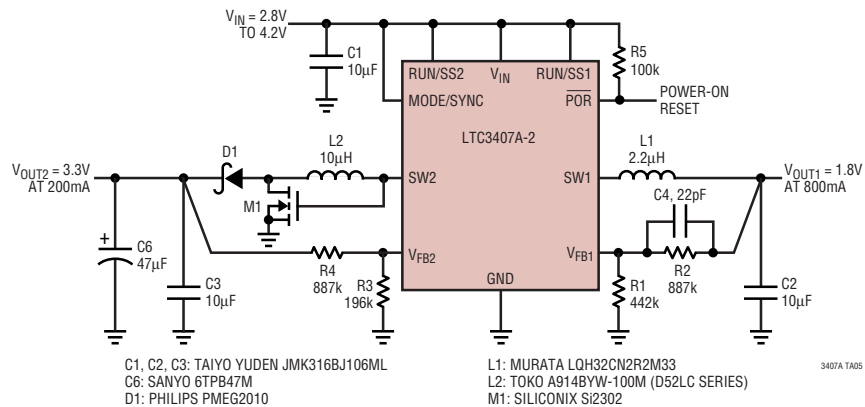 V_IN = 2.8V
TO 4.2V
C1
10µF
RUN/SS2
V_IN
RUN/SS1
R5
100k
MODE/SYNC
POR
POWER-ON
RESET
LTC3407A-2
V_OUT2 = 3.3V
AT 200mA
D1
L2
10µH
M1
SW2
SW1
L1
2.2µH
V_OUT1 = 1.8V
AT 800mA
C4, 22pF
+
C6
47µF
C3
10µF
R4
887k
R3
196k
V_FB2
GND
V_FB1
R1
442k
R2
887k
C2
10µF
C1, C2, C3: TAIYO YUDEN JMK316BJ106ML
C6: SANYO 6TPB47M
D1: PHILIPS PMEG2010
L1: MURATA LQH32CN2R2M33
L2: TOKO A914BYW-100M (D52LC SERIES)
M1: SILICONIX Si2302
3407A TA05